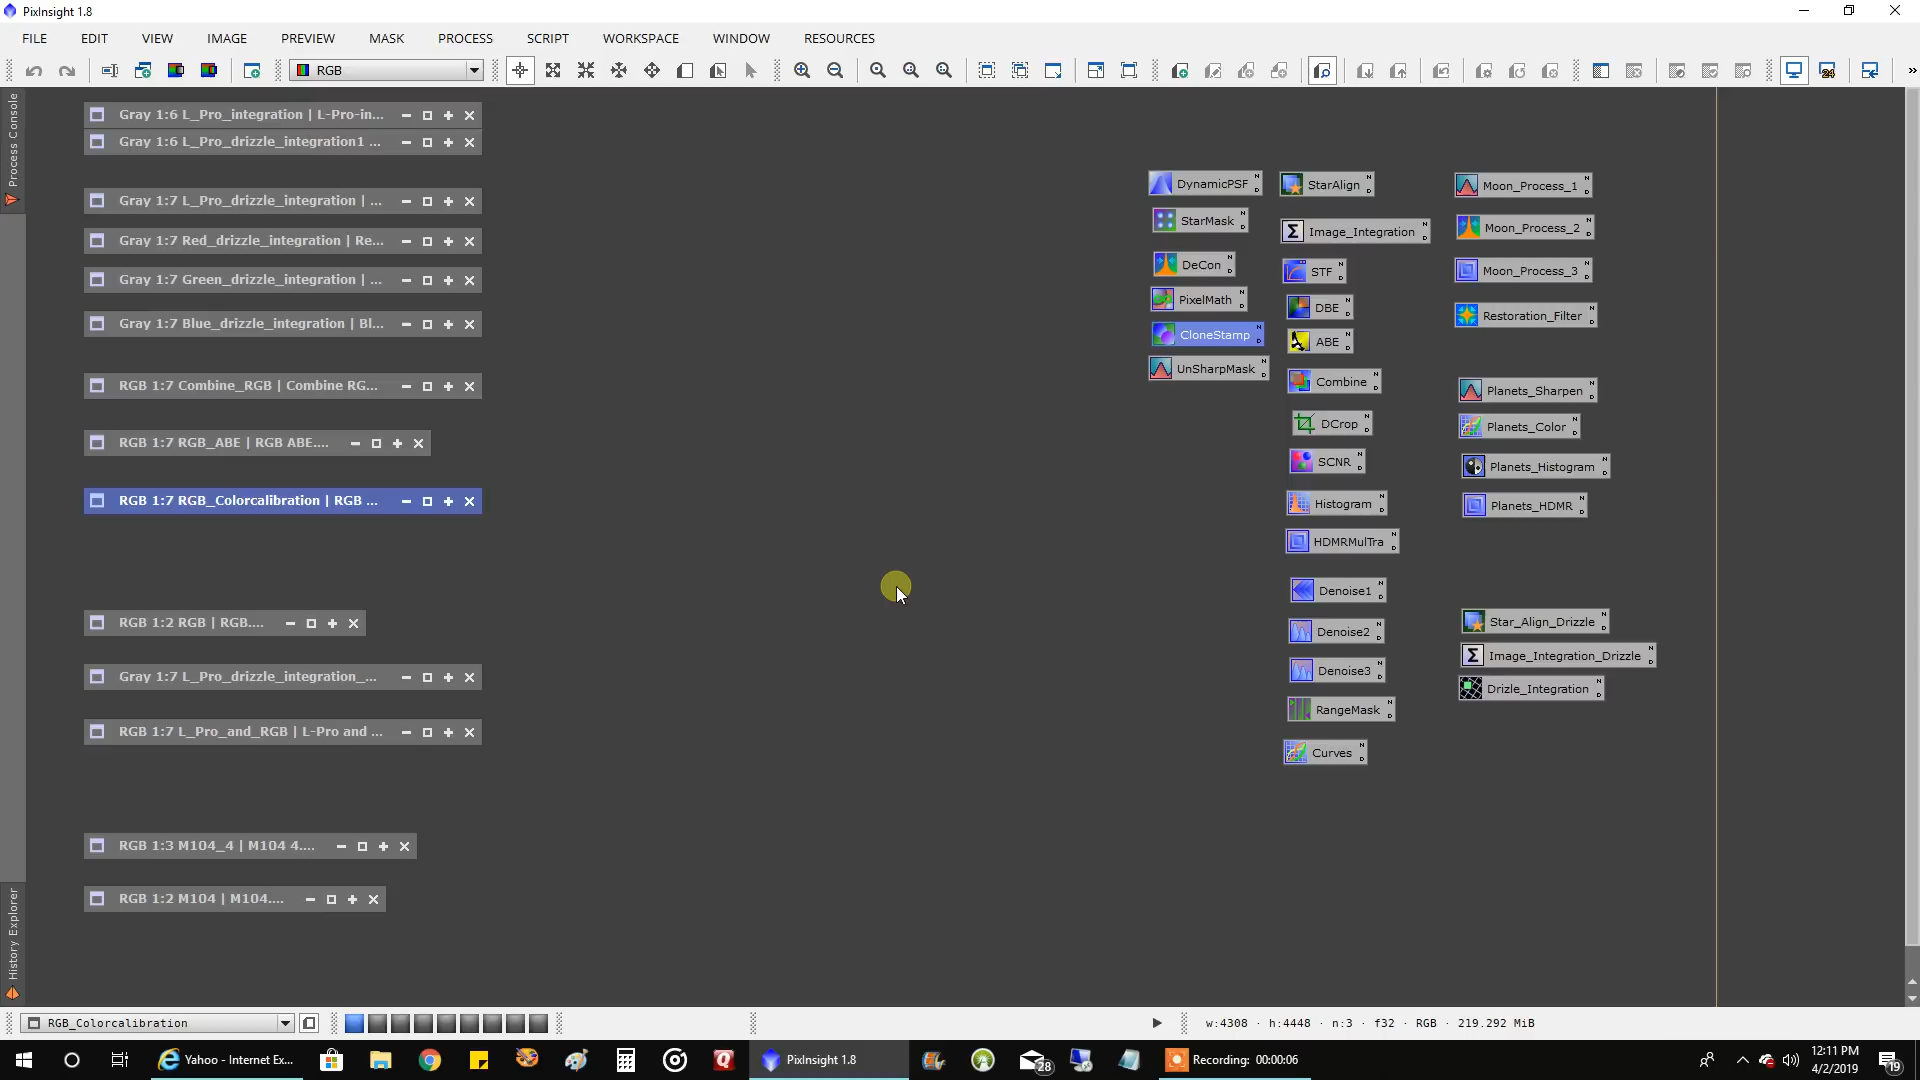 PixInsight 1.8
FILE EDIT VIEW IMAGE PREVIEW MASK PROCESS SCRIPT WORKSPACE WINDOW RESOURCES
RGB
24
Process Console
Gray 1:6 L_Pro_integration | L-Pro-in...
Gray 1:6 L_Pro_drizzle_integration1 ...
Gray 1:7 L_Pro_drizzle_integration | ...
Gray 1:7 Red_drizzle_integration | Re...
Gray 1:7 Green_drizzle_integration | ...
Gray 1:7 Blue_drizzle_integration | Bl...
RGB 1:7 Combine_RGB | Combine RG...
RGB 1:7 RGB_ABE | RGB ABE....
RGB 1:7 RGB_Colorcalibration | RGB ...
RGB 1:2 RGB | RGB....
Gray 1:7 L_Pro_drizzle_integration_...
RGB 1:7 L_Pro_and_RGB | L-Pro and ...
RGB 1:3 M104_4 | M104 4....
RGB 1:2 M104 | M104....
DynamicPSF
StarMask
DeCon
PixelMath
CloneStamp
UnSharpMask
StarAlign
Image_Integration
STF
DBE
ABE
Combine
DCrop
SCNR
Histogram
HDMRMulTra
Denoise1
Denoise2
Denoise3
RangeMask
Curves
Moon_Process_1
Moon_Process_2
Moon_Process_3
Restoration_Filter
Planets_Sharpen
Planets_Color
Planets_Histogram
Planets_HDMR
Star_Align_Drizzle
Image_Integration_Drizzle
Drizle_Integration
History Explorer
RGB_Colorcalibration
w:4308 · h:4448 · n:3 · f32 · RGB · 219.292 MiB
Yahoo - Internet Ex...
PixInsight 1.8
28
Recording: 00:00:06
12:11 PM
4/2/2019
19